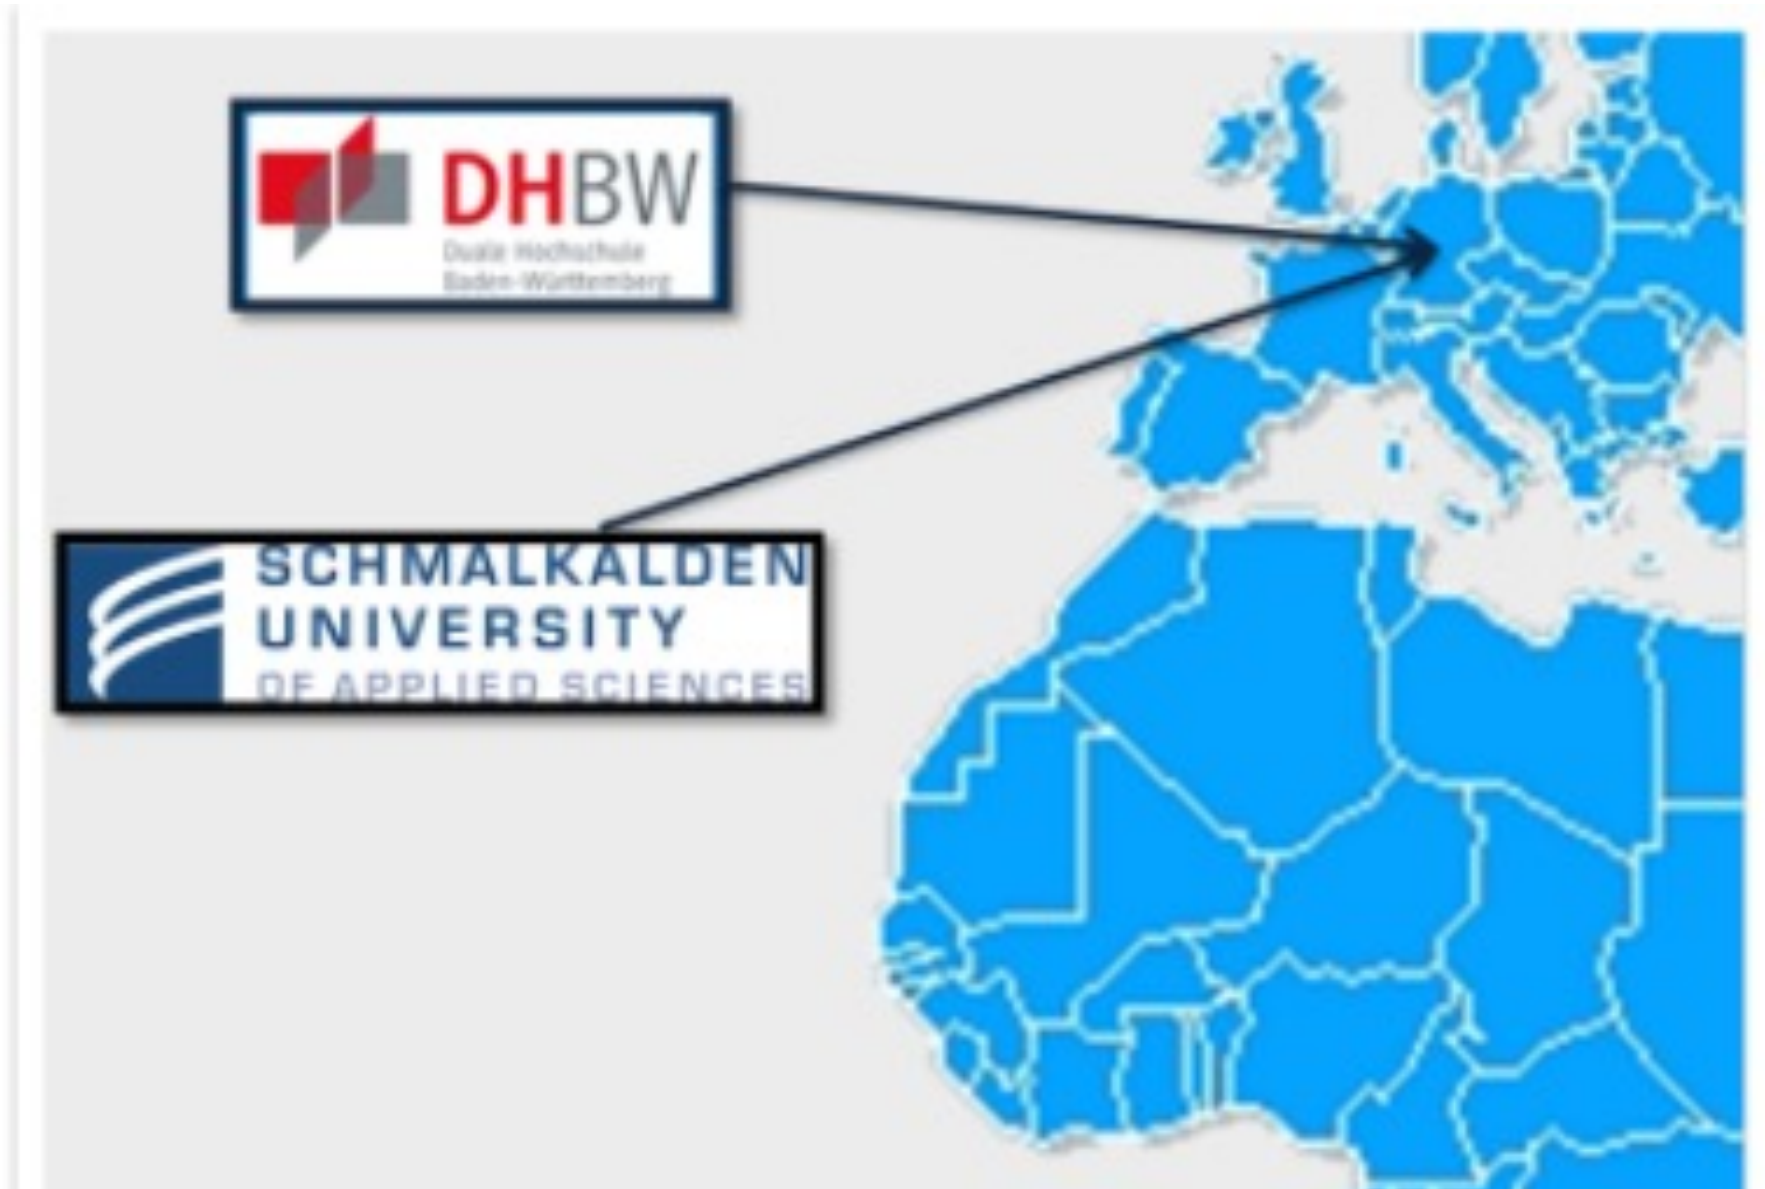 DHBW
Duale Hochschule
Baden-Württemberg
SCHMALKALDEN
UNIVERSITY
OF APPLIED SCIENCES